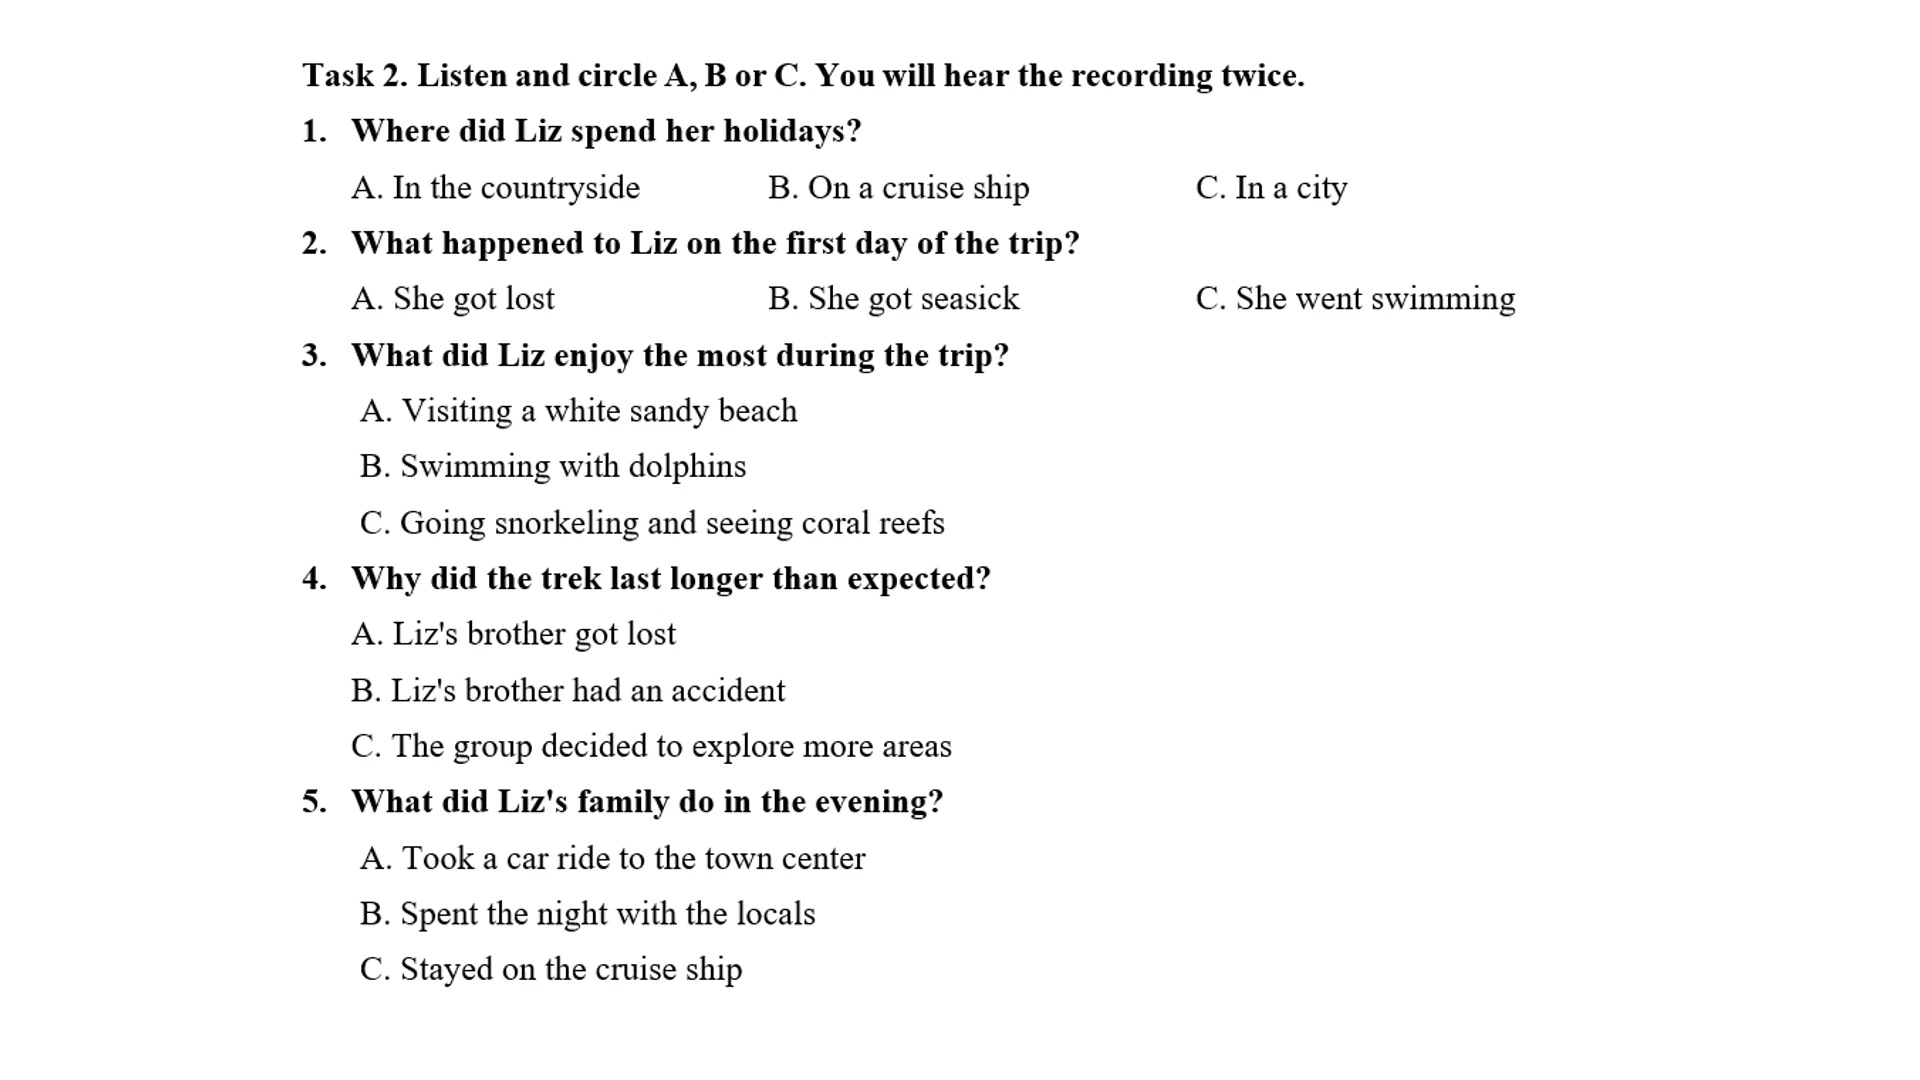 Task 2. Listen and circle A, B or C. You will hear the recording twice.
1. Where did Liz spend her holidays?
A. In the countryside B. On a cruise ship C. In a city
2. What happened to Liz on the first day of the trip?
A. She got lost B. She got seasick C. She went swimming
3. What did Liz enjoy the most during the trip?
A. Visiting a white sandy beach
B. Swimming with dolphins
C. Going snorkeling and seeing coral reefs
4. Why did the trek last longer than expected?
A. Liz's brother got lost
B. Liz's brother had an accident
C. The group decided to explore more areas
5. What did Liz's family do in the evening?
A. Took a car ride to the town center
B. Spent the night with the locals
C. Stayed on the cruise ship